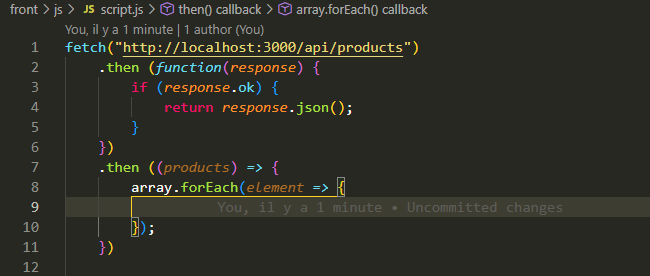 front > js > JS script.js > then() callback > array.forEach() callback
You, il y a 1 minute | 1 author (You)
1 fetch("http://localhost:3000/api/products")
2 .then (function(response) {
3 if (response.ok) {
4 return response.json();
5 }
6 })
7 .then ((products) => {
8 array.forEach(element => {
9 You, il y a 1 minute • Uncommitted changes
10 });
11 })
12